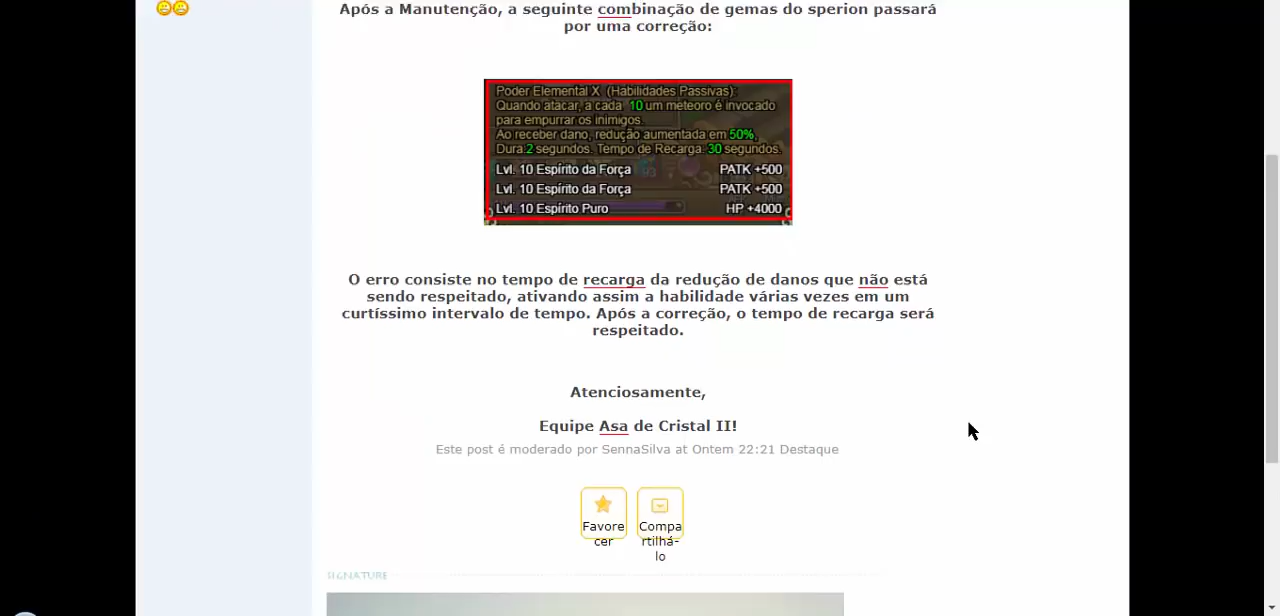 Após a Manutenção, a seguinte combinação de gemas do sperion passará
por uma correção:
Poder Elemental X (Habilidades Passivas):
Quando atacar, a cada 10 um meteoro é invocado
para empurrar os Inimigos.
Ao receber dano, redução aumentada em 50%,
Dura:2 segundos. Tempo de Recarga: 30 segundos.
Lvl. 10 Espírito da Força PATK +500
Lvl. 10 Espírito da Força PATK +500
Lvl. 10 Espírito Puro HP +4000
O erro consiste no tempo de recarga da redução de danos que não está
sendo respeitado, ativando assim a habilidade várias vezes em um
curtíssimo intervalo de tempo. Após a correção, o tempo de recarga será
respeitado.
Atenciosamente,
Equipe Asa de Cristal II!
Este post é moderado por SennaSilva at Ontem 22:21 Destaque
Favore
cer
Compa
rtilhá-
lo
SIGNATURE